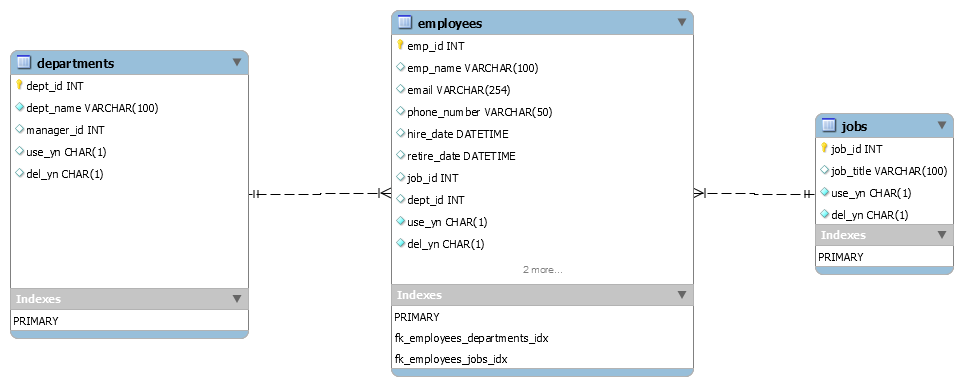 departments
dept_id INT
dept_name VARCHAR(100)
manager_id INT
use_yn CHAR(1)
del_yn CHAR(1)
Indexes
PRIMARY
employees
emp_id INT
emp_name VARCHAR(100)
email VARCHAR(254)
phone_number VARCHAR(50)
hire_date DATETIME
retire_date DATETIME
job_id INT
dept_id INT
use_yn CHAR(1)
del_yn CHAR(1)
2 more...
Indexes
PRIMARY
fk_employees_departments_idx
fk_employees_jobs_idx
jobs
job_id INT
job_title VARCHAR(100)
use_yn CHAR(1)
del_yn CHAR(1)
Indexes
PRIMARY